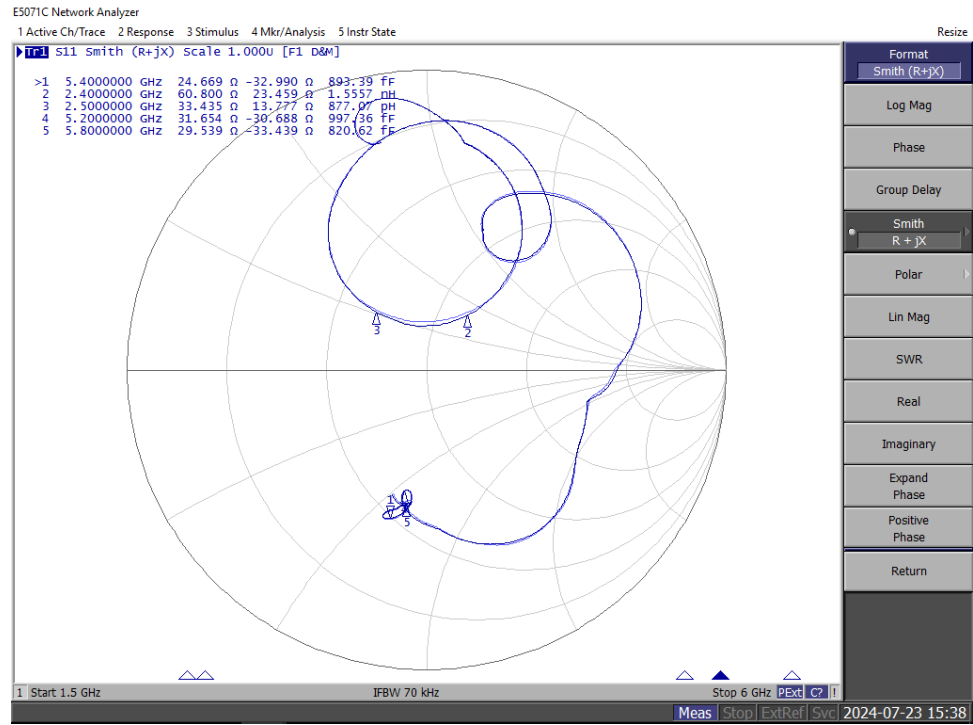 E5071C Network Analyzer
1 Active Ch/Trace 2 Response 3 Stimulus 4 Mkr/Analysis 5 Instr State
Resize
Tr1 S11 Smith (R+jX) Scale 1.000U [F1 D&M]
>1 5.4000000 GHz 24.669 Ω -32.990 Ω 893.39 fF
2 2.4000000 GHz 60.800 Ω 23.459 Ω 1.5557 nH
3 2.5000000 GHz 33.435 Ω 13.777 Ω 877.07 pH
4 5.2000000 GHz 31.654 Ω -30.688 Ω 997.36 fF
5 5.8000000 GHz 29.539 Ω -33.439 Ω 820.62 fF
3
2
1
5
1 Start 1.5 GHz
IFBW 70 kHz
Stop 6 GHz PExt C? !
Format
Smith (R+jX)
Log Mag
Phase
Group Delay
Smith
R + jX
Polar
Lin Mag
SWR
Real
Imaginary
Expand
Phase
Positive
Phase
Return
Meas Stop ExtRef Svc 2024-07-23 15:38